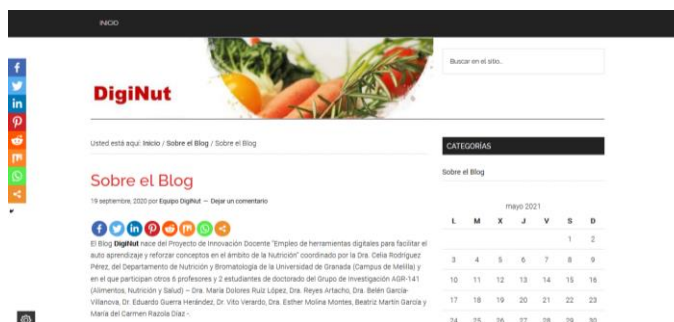 INICIO
Buscar en el sitio..
DigiNut
Usted está aquí: Inicio / Sobre el Blog / Sobre el Blog
CATEGORÍAS
Sobre el Blog
Sobre el Blog
19 septiembre, 2020 por Equipo DigiNut — Dejar un comentario
mayo 2021
L M X J V S D
1 2
3 4 5 6 7 8 9
10 11 12 13 14 15 16
17 18 19 20 21 22 23
24 25 26 27 28 29 30
El Blog DigiNut nace del Proyecto de Innovación Docente "Empleo de herramientas digitales para facilitar el
auto aprendizaje y reforzar conceptos en el ámbito de la Nutrición" coordinado por la Dra. Celia Rodríguez
Pérez, del Departamento de Nutrición y Bromatología de la Universidad de Granada (Campus de Melilla) y
en el que participan otros 6 profesores y 2 estudiantes de doctorado del Grupo de Investigación AGR-141
(Alimentos, Nutrición y Salud) – Dra. María Dolores Ruiz López, Dra. Reyes Artacho, Dra. Belén García-
Villanova, Dr. Eduardo Guerra Herández, Dr. Vito Verardo, Dra. Esther Molina Montes, Beatriz Martín García y
María del Carmen Razola Díaz -.